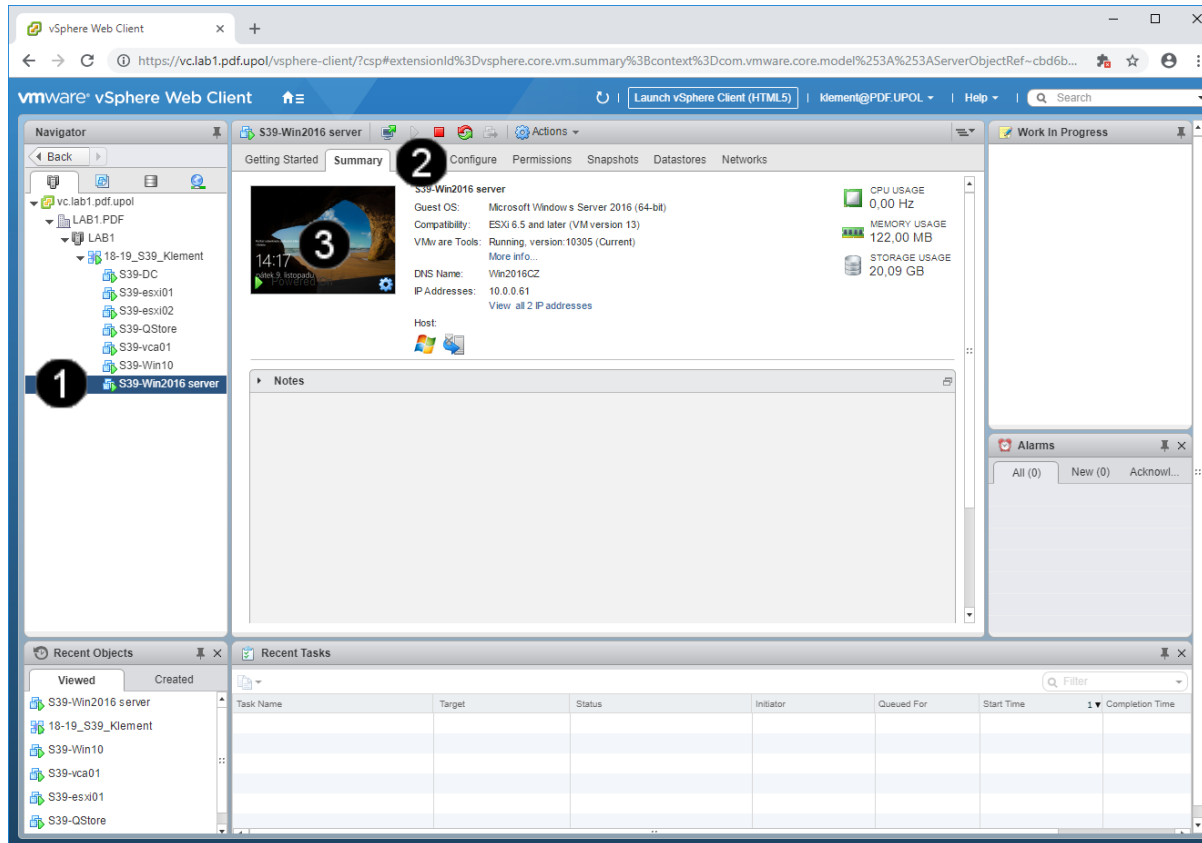 vSphere Web Client
https://vc.lab1.pdf.upol/vsphere-client/?csp#extensionId%3Dvsphere.core.vm.summary%3Bcontext%3Dcom.vmware.core.model%253A%253AServerObjectRef~cbd6b...
vmware® vSphere Web Client
Launch vSphere Client (HTML5) | klement@PDF.UPOL | Help | Search
Navigator
Back
vc.lab1.pdf.upol
LAB1.PDF
LAB1
18-19_S39_Klement
S39-DC
S39-esxi01
S39-esxi02
S39-QStore
S39-vca01
S39-Win10
1
S39-Win2016 server
S39-Win2016 server
Actions
Getting Started Summary
2
Configure Permissions Snapshots Datastores Networks
3
14:17
pátek 9. listopadu
Powered On
S39-Win2016 server
Guest OS: Microsoft Windows Server 2016 (64-bit)
Compatibility: ESXi 6.5 and later (VM version 13)
VMware Tools: Running, version:10305 (Current)
More info...
DNS Name: Win2016CZ
IP Addresses: 10.0.0.61
View all 2 IP addresses
Host:
CPU USAGE
0,00 Hz
MEMORY USAGE
122,00 MB
STORAGE USAGE
20,09 GB
Notes
Work In Progress
Alarms
All (0) New (0) Acknowl...
Recent Objects
Viewed Created
S39-Win2016 server
18-19_S39_Klement
S39-Win10
S39-vca01
S39-esxi01
S39-QStore
Recent Tasks
Filter
Task Name Target Status Initiator Queued For Start Time 1 Completion Time